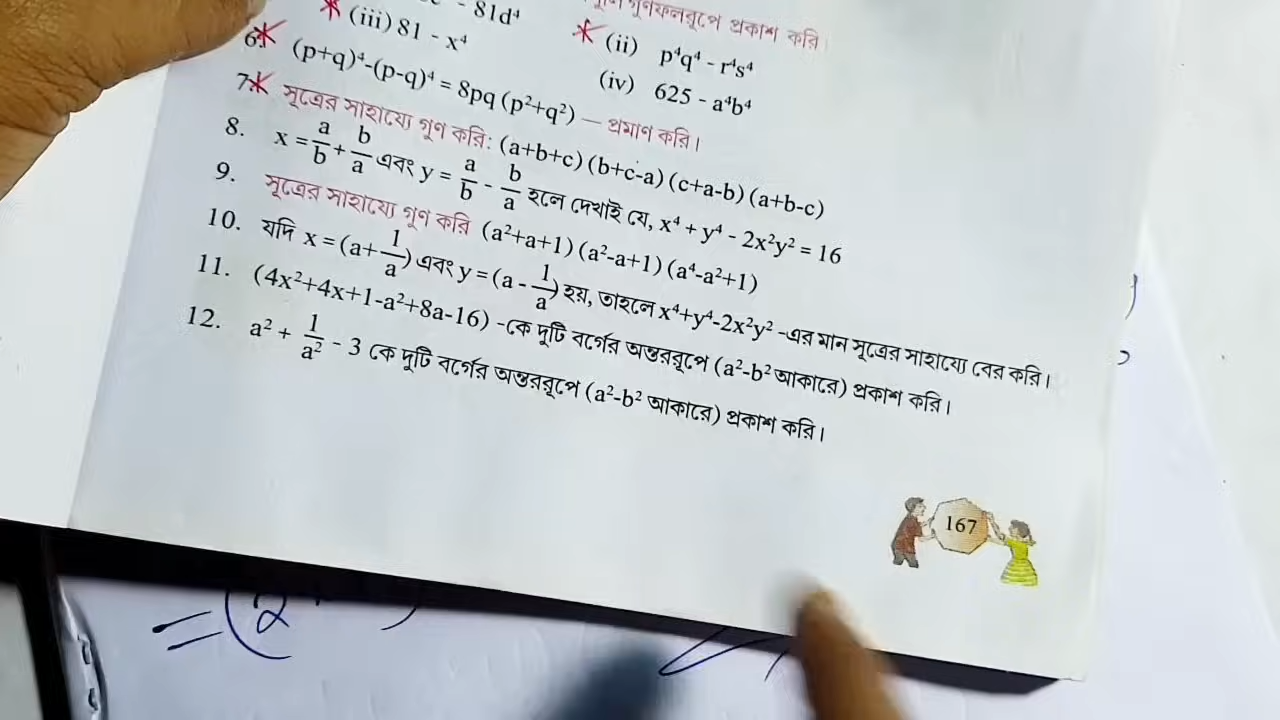 - 81d⁴
গুণফলরূপে প্রকাশ করি।
(iii) 81 - x⁴
(ii) p⁴q⁴ - r⁴s⁴
(iv) 625 - a⁴b⁴
6. (p+q)⁴-(p-q)⁴ = 8pq (p²+q²) — প্রমাণ করি।
7. সূত্রের সাহায্যে গুণ করি: (a+b+c) (b+c-a) (c+a-b) (a+b-c)
8. x = a/b + b/a এবং y = a/b - b/a হলে দেখাই যে, x⁴ + y⁴ - 2x²y² = 16
9. সূত্রের সাহায্যে গুণ করি (a²+a+1) (a²-a+1) (a⁴-a²+1)
10. যদি x = (a+1/a) এবং y = (a - 1/a) হয়, তাহলে x⁴+y⁴-2x²y² -এর মান সূত্রের সাহায্যে বের করি।
11. (4x²+4x+1-a²+8a-16) -কে দুটি বর্গের অন্তররূপে (a²-b² আকারে) প্রকাশ করি।
12. a² + 1/a² - 3 কে দুটি বর্গের অন্তররূপে (a²-b² আকারে) প্রকাশ করি।
167